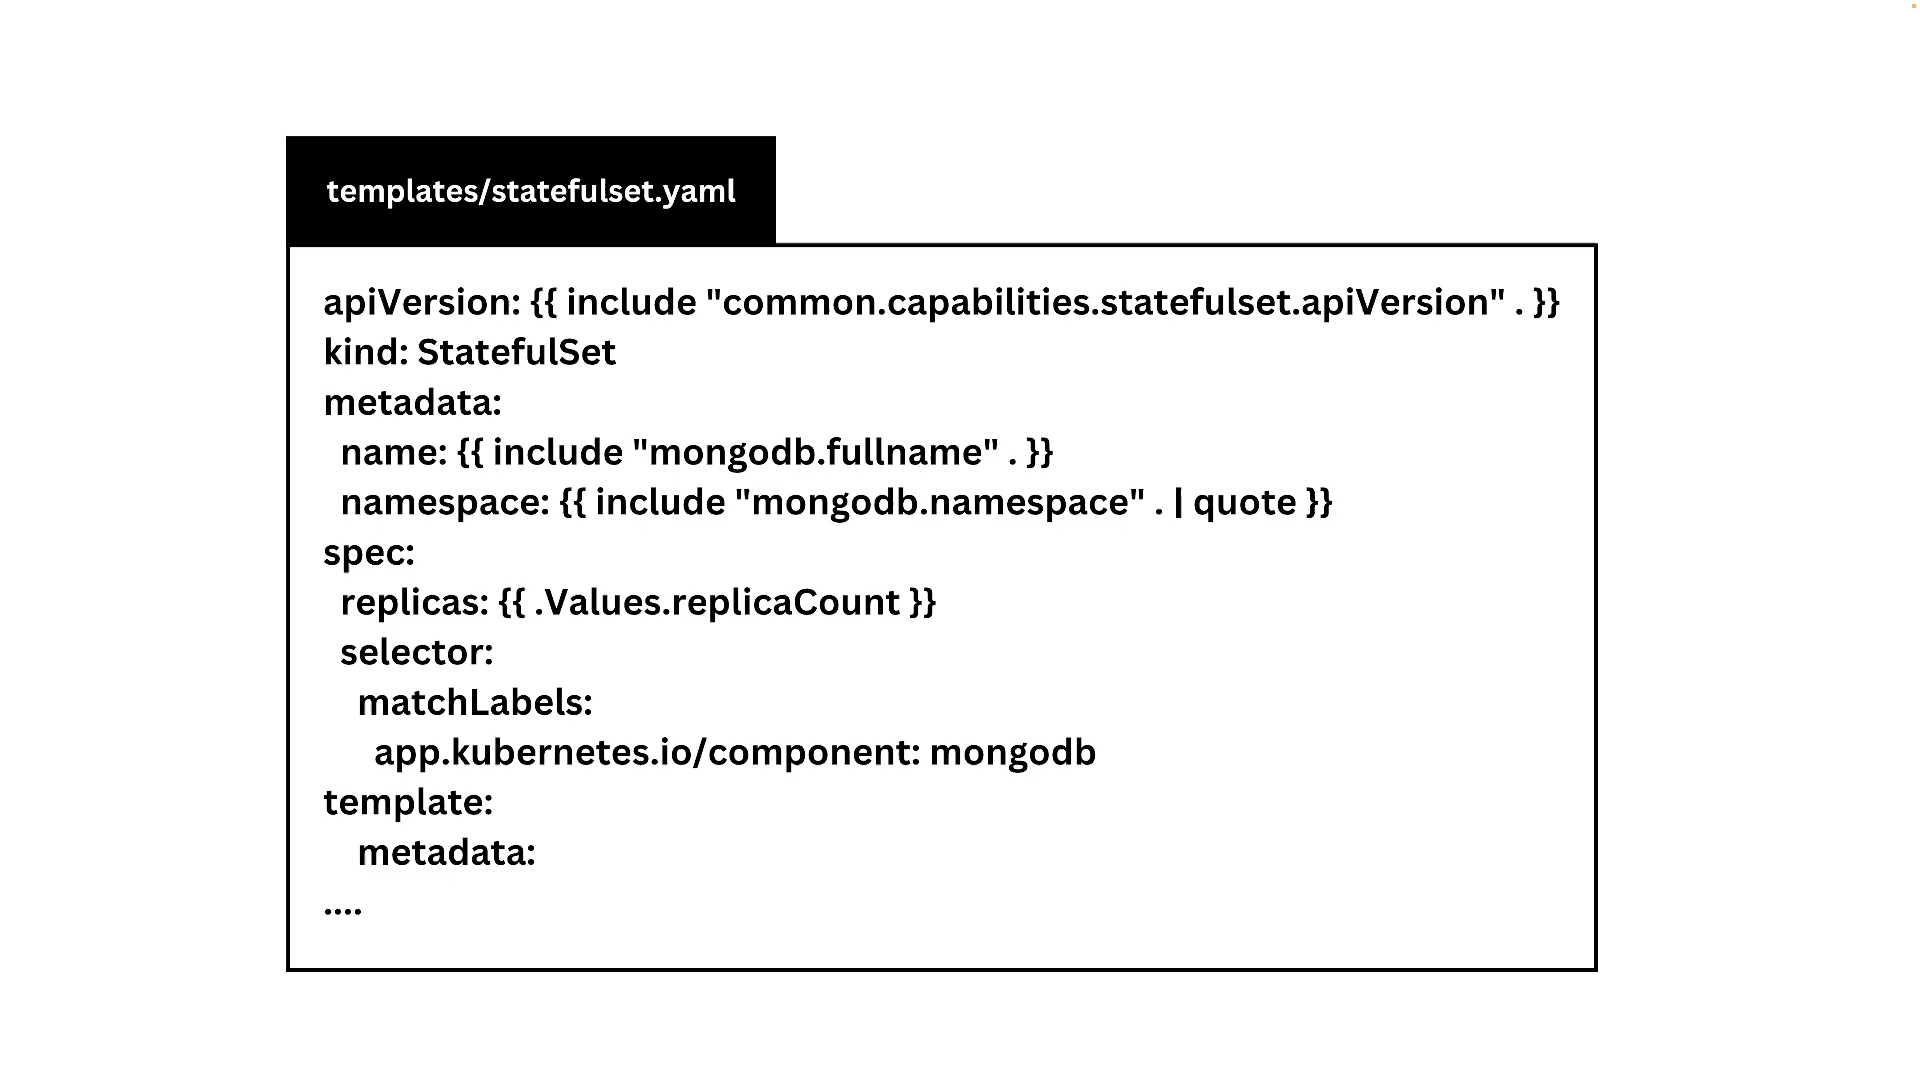 templates/statefulset.yaml
apiVersion: {{ include "common.capabilities.statefulset.apiVersion" . }}
kind: StatefulSet
metadata:
  name: {{ include "mongodb.fullname" . }}
  namespace: {{ include "mongodb.namespace" . | quote }}
spec:
  replicas: {{ .Values.replicaCount }}
  selector:
    matchLabels:
      app.kubernetes.io/component: mongodb
template:
    metadata:
....